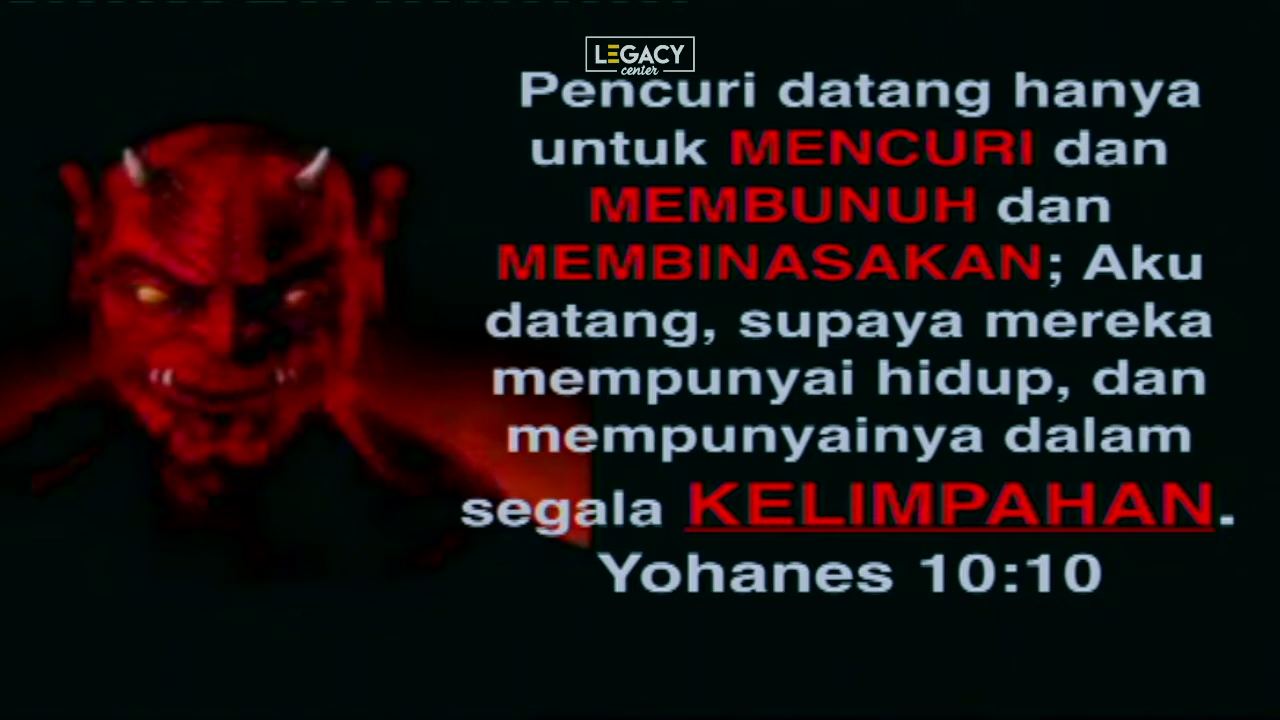 LEGACY
center
Pencuri datang hanya
untuk MENCURI dan
MEMBUNUH dan
MEMBINASAKAN; Aku
datang, supaya mereka
mempunyai hidup, dan
mempunyainya dalam
segala KELIMPAHAN.
Yohanes 10:10